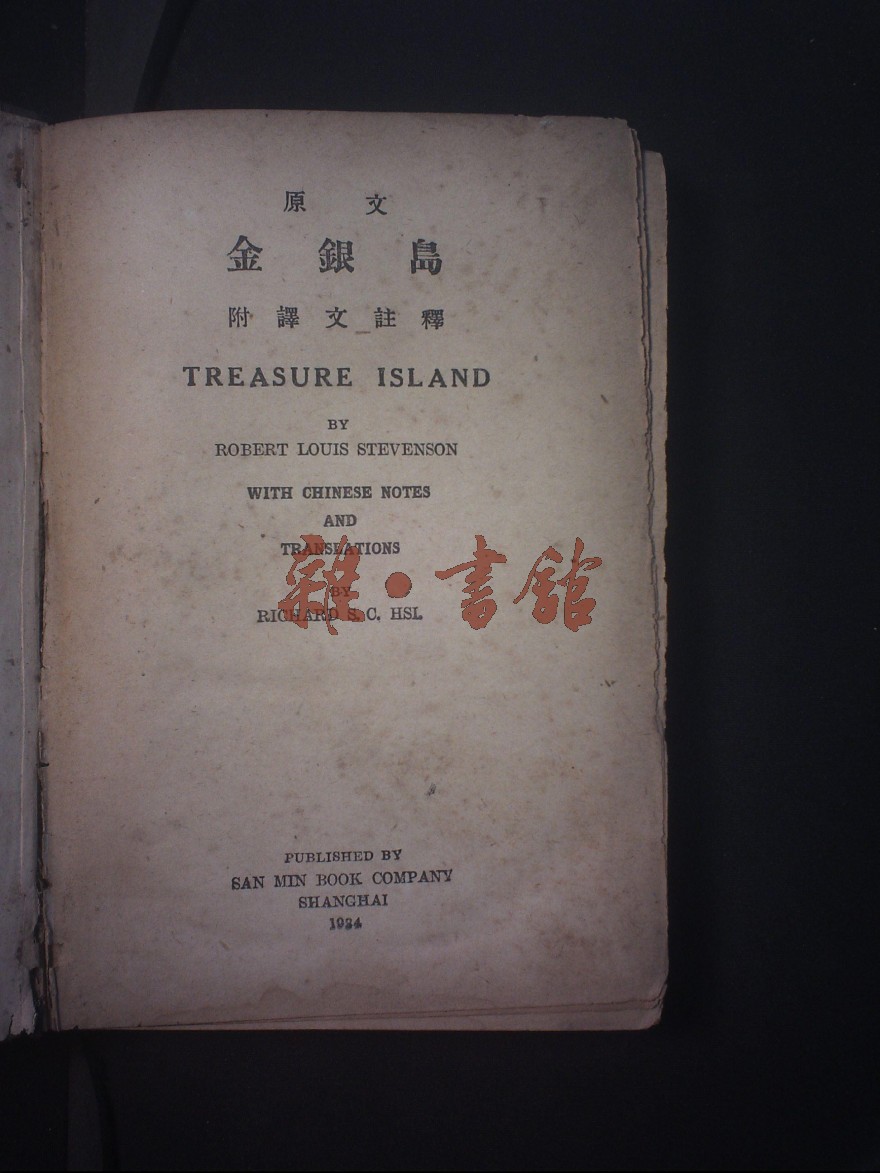 原文
金銀島
附譯文註釋
TREASURE ISLAND
BY
ROBERT LOUIS STEVENSON
WITH CHINESE NOTES
AND
TRANSLATIONS
BY
RICHARD S. C. HSI.
雜·書館
PUBLISHED BY
SAN MIN BOOK COMPANY
SHANGHAI
1934